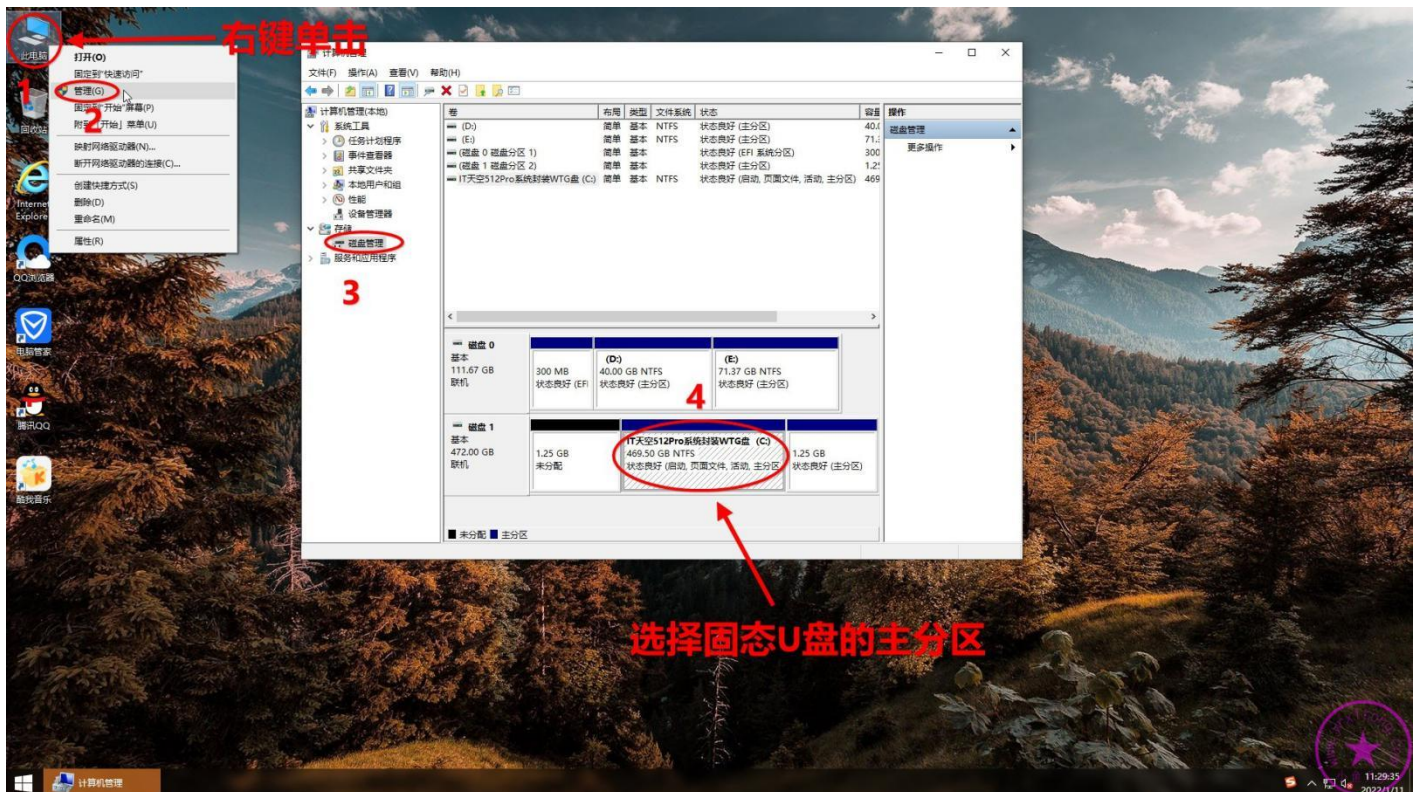 右键单击
1
2
3
4
选择固态U盘的主分区
此电脑
回收站
Internet
Explore
QQ浏览器
电脑管家
腾讯QQ
酷我音乐
打开(O)
固定到"快速访问"
管理(G)
固定到"开始"屏幕(P)
附到「开始」菜单(U)
映射网络驱动器(N)...
断开网络驱动器的连接(C)...
创建快捷方式(S)
删除(D)
重命名(M)
属性(R)
计算机管理
文件(F) 操作(A) 查看(V) 帮助(H)
计算机管理(本地)
系统工具
任务计划程序
事件查看器
共享文件夹
本地用户和组
性能
设备管理器
存储
磁盘管理
服务和应用程序
卷 布局 类型 文件系统 状态
(D:) 简单 基本 NTFS 状态良好 (主分区)
(E:) 简单 基本 NTFS 状态良好 (主分区) 71.
(磁盘 0 磁盘分区 1) 简单 基本 状态良好 (EFI 系统分区) 300
(磁盘 1 磁盘分区 2) 简单 基本 状态良好 (主分区)
IT天空512Pro系统封装WTG盘 (C:) 简单 基本 NTFS 状态良好 (启动, 页面文件, 活动, 主分区) 469
操作
磁盘管理
更多操作
磁盘 0
基本
111.67 GB
联机
300 MB
状态良好 (EFI
(D:)
40.00 GB NTFS
状态良好 (主分区)
(E:)
71.37 GB NTFS
状态良好 (主分区)
磁盘 1
基本
472.00 GB
联机
1.25 GB
未分配
IT天空512Pro系统封装WTG盘 (C:)
469.50 GB NTFS
状态良好 (启动, 页面文件, 活动, 主分区
1.25 GB
状态良好 (主分区)
未分配 主分区
计算机管理
11:29:35
2022/1/11